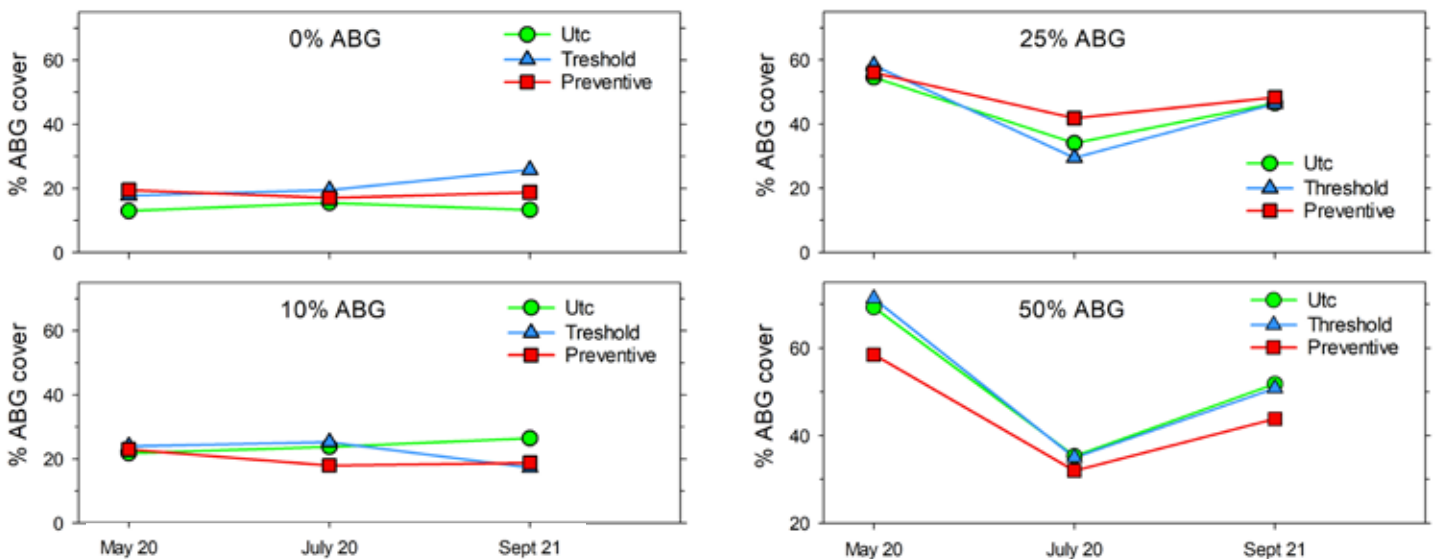 0% ABG
Utc
Treshold
Preventive
% ABG cover
60
40
20
0
25% ABG
Utc
Threshold
Preventive
% ABG cover
60
40
20
0
10% ABG
Utc
Treshold
Preventive
% ABG cover
60
40
20
0
May 20
July 20
Sept 21
50% ABG
Utc
Threshold
Preventive
% ABG cover
60
40
20
May 20
July 20
Sept 21